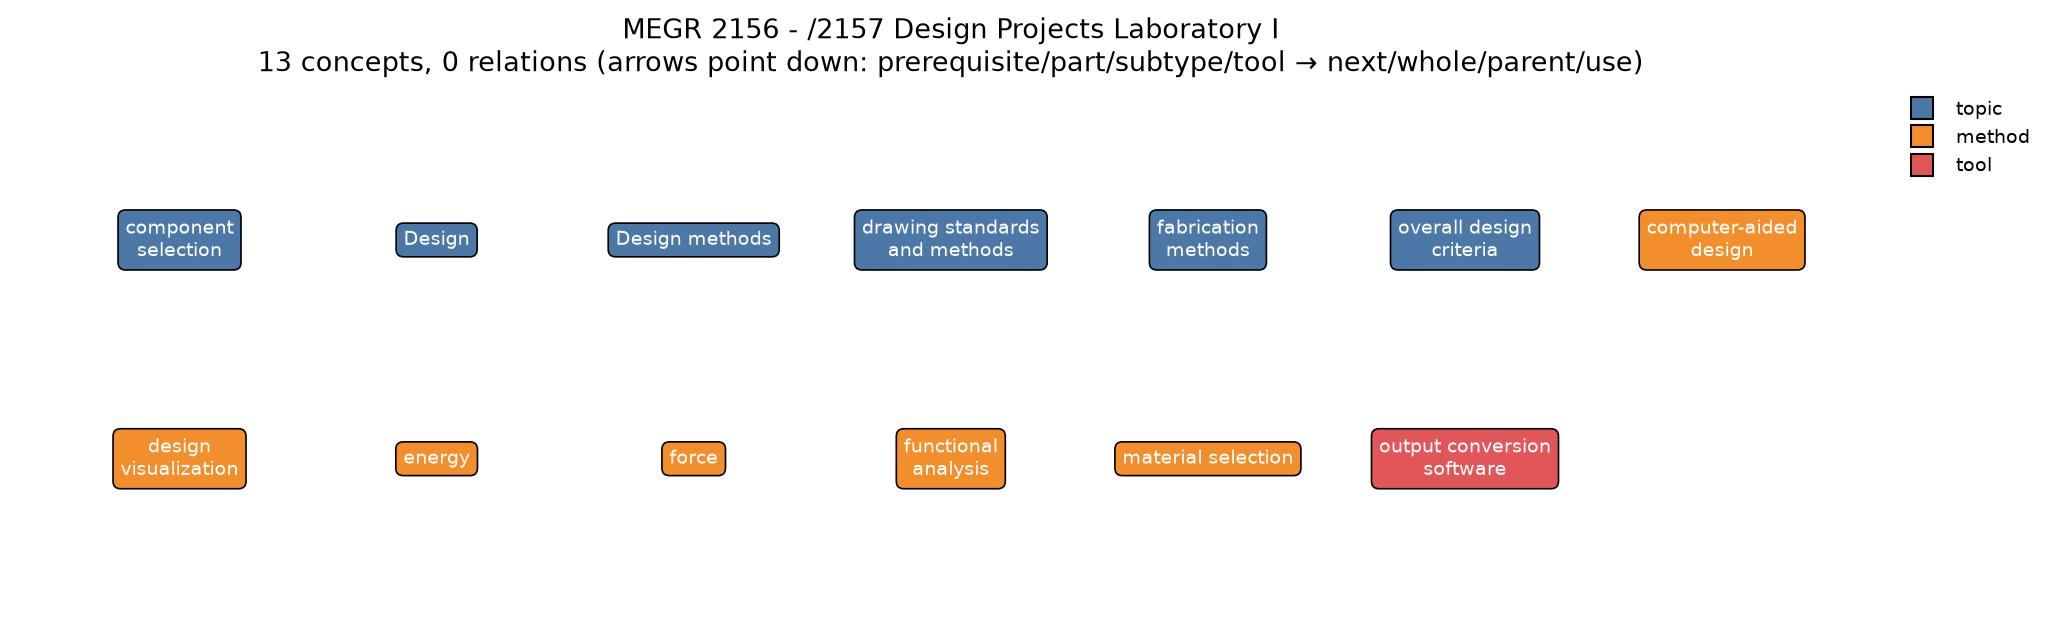 MEGR 2156 - /2157 Design Projects Laboratory I
13 concepts, 0 relations (arrows point down: prerequisite/part/subtype/tool → next/whole/parent/use)
topic
method
tool
component
selection
Design
Design methods
drawing standards
and methods
fabrication
methods
overall design
criteria
computer-aided
design
design
visualization
energy
force
functional
analysis
material selection
output conversion
software